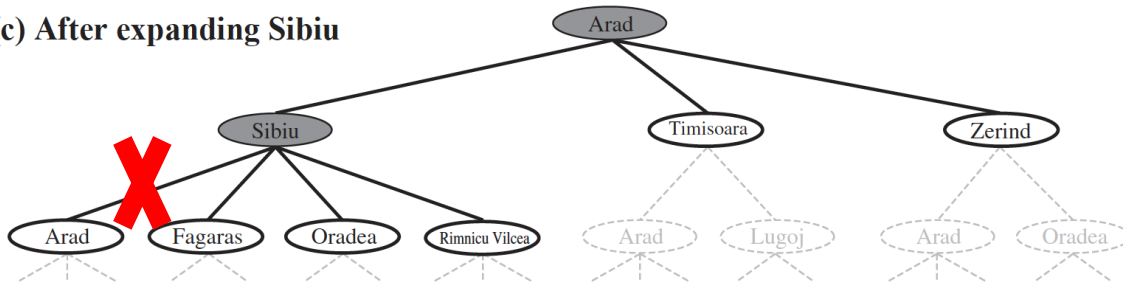 c) After expanding Sibiu
Arad
Sibiu
Timisoara
Zerind
Arad
Fagaras
Oradea
Rimnicu Vilcea
Arad
Lugoj
Arad
Oradea